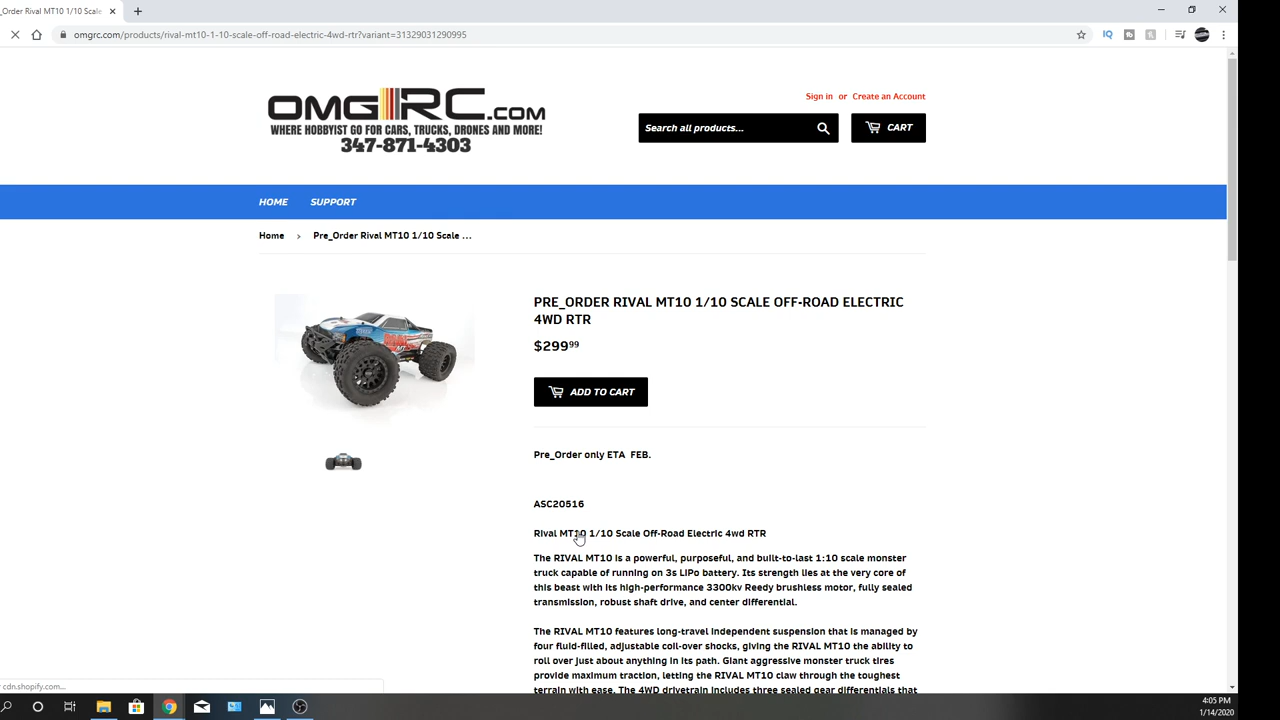 _Order Rival MT10 1/10 Scale
omgrc.com/products/rival-mt10-1-10-scale-off-road-electric-4wd-rtr?variant=31329031290995
IQ
OMG RC.COM
WHERE HOBBYIST GO FOR CARS, TRUCKS, DRONES AND MORE!
347-871-4303
Sign in or Create an Account
Search all products...
CART
HOME SUPPORT
Home › Pre_Order Rival MT10 1/10 Scale ...
PRE_ORDER RIVAL MT10 1/10 SCALE OFF-ROAD ELECTRIC
4WD RTR
$299.99
ADD TO CART
Pre_Order only ETA FEB.
ASC20516
Rival MT10 1/10 Scale Off-Road Electric 4wd RTR
The RIVAL MT10 is a powerful, purposeful, and built-to-last 1:10 scale monster
truck capable of running on 3s LiPo battery. Its strength lies at the very core of
this beast with its high-performance 3300kv Reedy brushless motor, fully sealed
transmission, robust shaft drive, and center differential.
The RIVAL MT10 features long-travel independent suspension that is managed by
four fluid-filled, adjustable coil-over shocks, giving the RIVAL MT10 the ability to
roll over just about anything in its path. Giant aggressive monster truck tires
provide maximum traction, letting the RIVAL MT10 claw through the toughest
terrain with ease. The 4WD drivetrain includes three sealed gear differentials that
cdn.shopify.com...
4:05 PM
1/14/2020